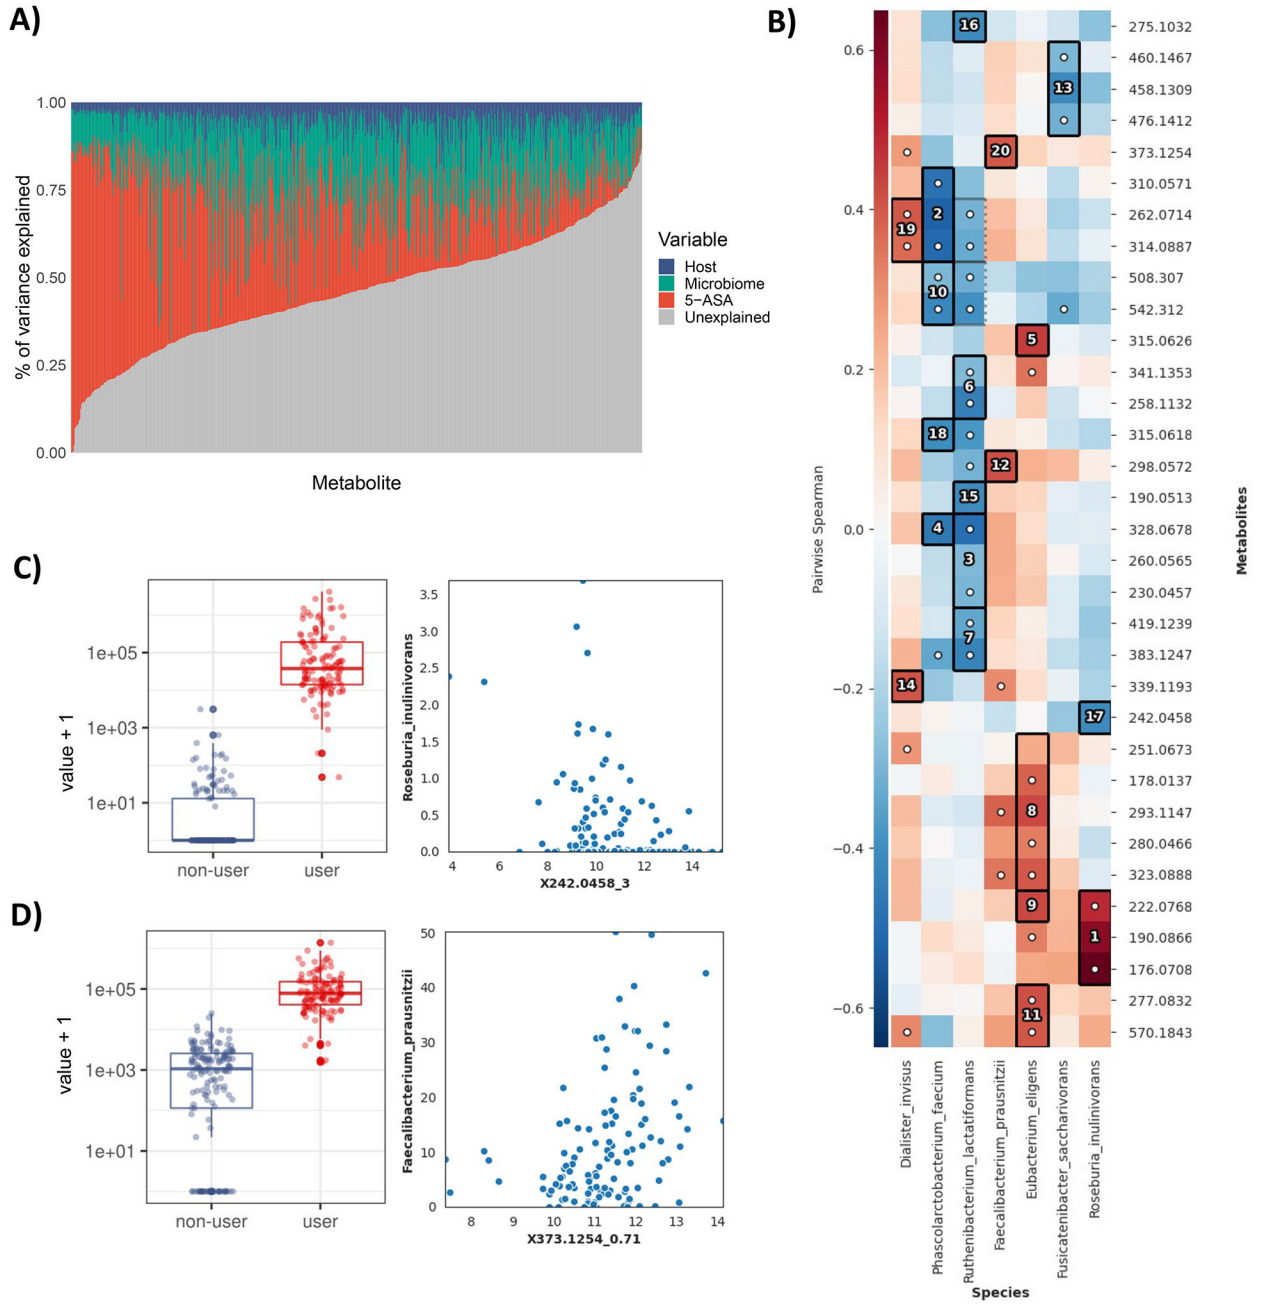 A)
1.00
0.75
0.50
0.25
0.00
% of variance explained
Metabolite
Variable
Host
Microbiome
5-ASA
Unexplained
B)
0.6
0.4
0.2
0.0
−0.2
−0.4
−0.6
Pairwise Spearman
16
13
20
2
19
10
5
6
18
12
15
4
3
7
14
17
8
9
1
11
275.1032
460.1467
458.1309
476.1412
373.1254
310.0571
262.0714
314.0887
508.307
542.312
315.0626
341.1353
258.1132
315.0618
298.0572
190.0513
328.0678
260.0565
230.0457
419.1239
383.1247
339.1193
242.0458
251.0673
178.0137
293.1147
280.0466
323.0888
222.0768
190.0866
176.0708
277.0832
570.1843
Metabolites
Dialister_invisus
Phascolarctobacterium_faecium
Ruthenibacterium_lactatiformans
Faecalibacterium_prausnitzii
Eubacterium_eligens
Fusicatenibacter_saccharivorans
Roseburia_inulinivorans
Species
C)
value + 1
1e+05
1e+03
1e+01
non-user
user
Roseburia_inulinivorans
3.5
3.0
2.5
2.0
1.5
1.0
0.5
0.0
4 6 8 10 12 14
X242.0458_3
D)
value + 1
1e+05
1e+03
1e+01
non-user
user
Faecalibacterium_prausnitzii
50
40
30
20
10
0
8 9 10 11 12 13 14
X373.1254_0.71